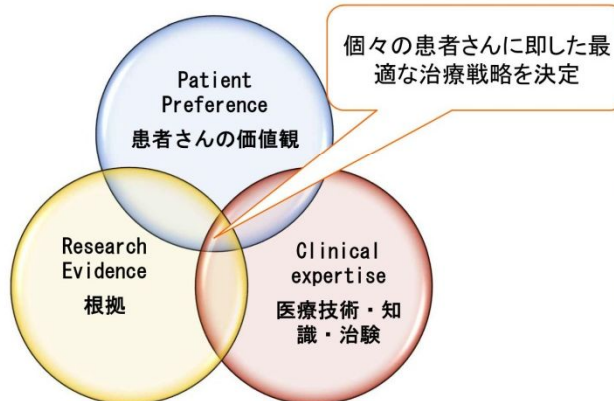 個々の患者さんに即した最
適な治療戦略を決定
Patient
Preference
患者さんの価値観
Research
Evidence
根拠
Clinical
expertise
医療技術・知
識・治験